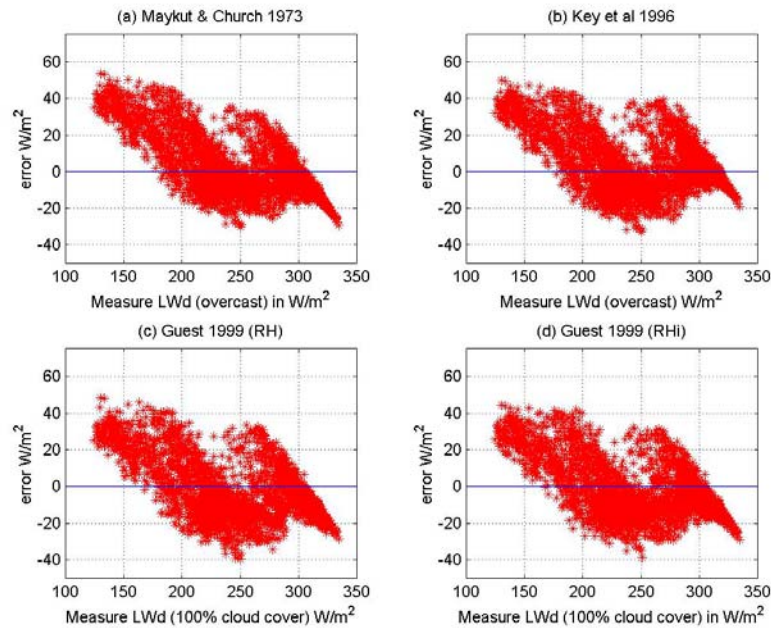 (a) Maykut & Church 1973
60
40
20
0
-20
-40
error W/m²
100 150 200 250 300 350
Measure LWd (overcast) in W/m²
(b) Key et al 1996
60
40
20
0
-20
-40
error W/m²
100 150 200 250 300 350
Measure LWd (overcast) W/m²
(c) Guest 1999 (RH)
60
40
20
0
-20
-40
error W/m²
100 150 200 250 300 350
Measure LWd (100% cloud cover) W/m²
(d) Guest 1999 (RHi)
60
40
20
0
-20
-40
error W/m²
100 150 200 250 300 350
Measure LWd (100% cloud cover) in W/m²